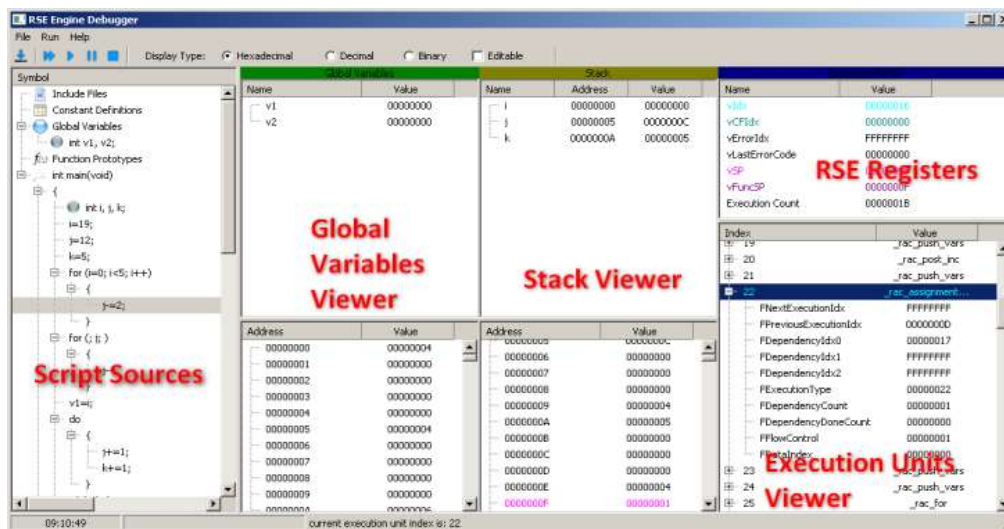 RSE Engine Debugger
File Run Help
Display Type: Hexadecimal Decimal Binary Editable
Symbol
Include Files
Constant Definitions
Global Variables
int v1, v2;
Function Prototypes
int main(void)
{
int i, j, k;
i=19;
j=12;
k=5;
for (i=0; i<5; i++)
{
j-=2;
}
for (; j; )
{
}
v1=i;
do
{
j+=1;
k+=1;
}
Script Sources
Global Variables
Name Value
v1 00000000
v2 00000000
Global
Variables
Viewer
Address Value
00000000 00000004
00000001 00000000
00000002 00000000
00000003 00000000
00000004 00000000
00000005 00000004
00000006 00000000
00000007 00000000
00000008 00000000
00000009 00000000
0000000A 00000006
Stack
Name Address Value
i 00000000 00000000
j 00000005 0000000C
k 0000000A 00000005
Stack Viewer
Address Value
00000005 0000000C
00000006 00000000
00000007 00000000
00000008 00000000
00000009 00000004
0000000A 00000005
0000000B 00000000
0000000C 00000000
0000000D 00000000
0000000E 00000004
0000000F 00000001
Name Value
vIdx 00000016
vCFIdx 00000000
vErrorIdx FFFFFFFF
vLastErrorCode 00000000
vSP
vFuncSP 0000000F
Execution Count 0000001B
RSE Registers
Index Value
19 _rac_push_vars
20 _rac_post_inc
21 _rac_push_vars
22 _rac_assignment...
FNextExecutionIdx FFFFFFFF
FPreviousExecutionIdx 0000000D
FDependencyIdx0 00000017
FDependencyIdx1 FFFFFFFF
FDependencyIdx2 FFFFFFFF
FExecutionType 00000022
FDependencyCount 00000001
FDependencyDoneCount 00000000
FFlowControl 00000001
FDataIndex 00000000
23 _rac_push_vars
24 _rac_push_vars
25 _rac_for
Execution Units
Viewer
09:10:49 current execution unit index is: 22